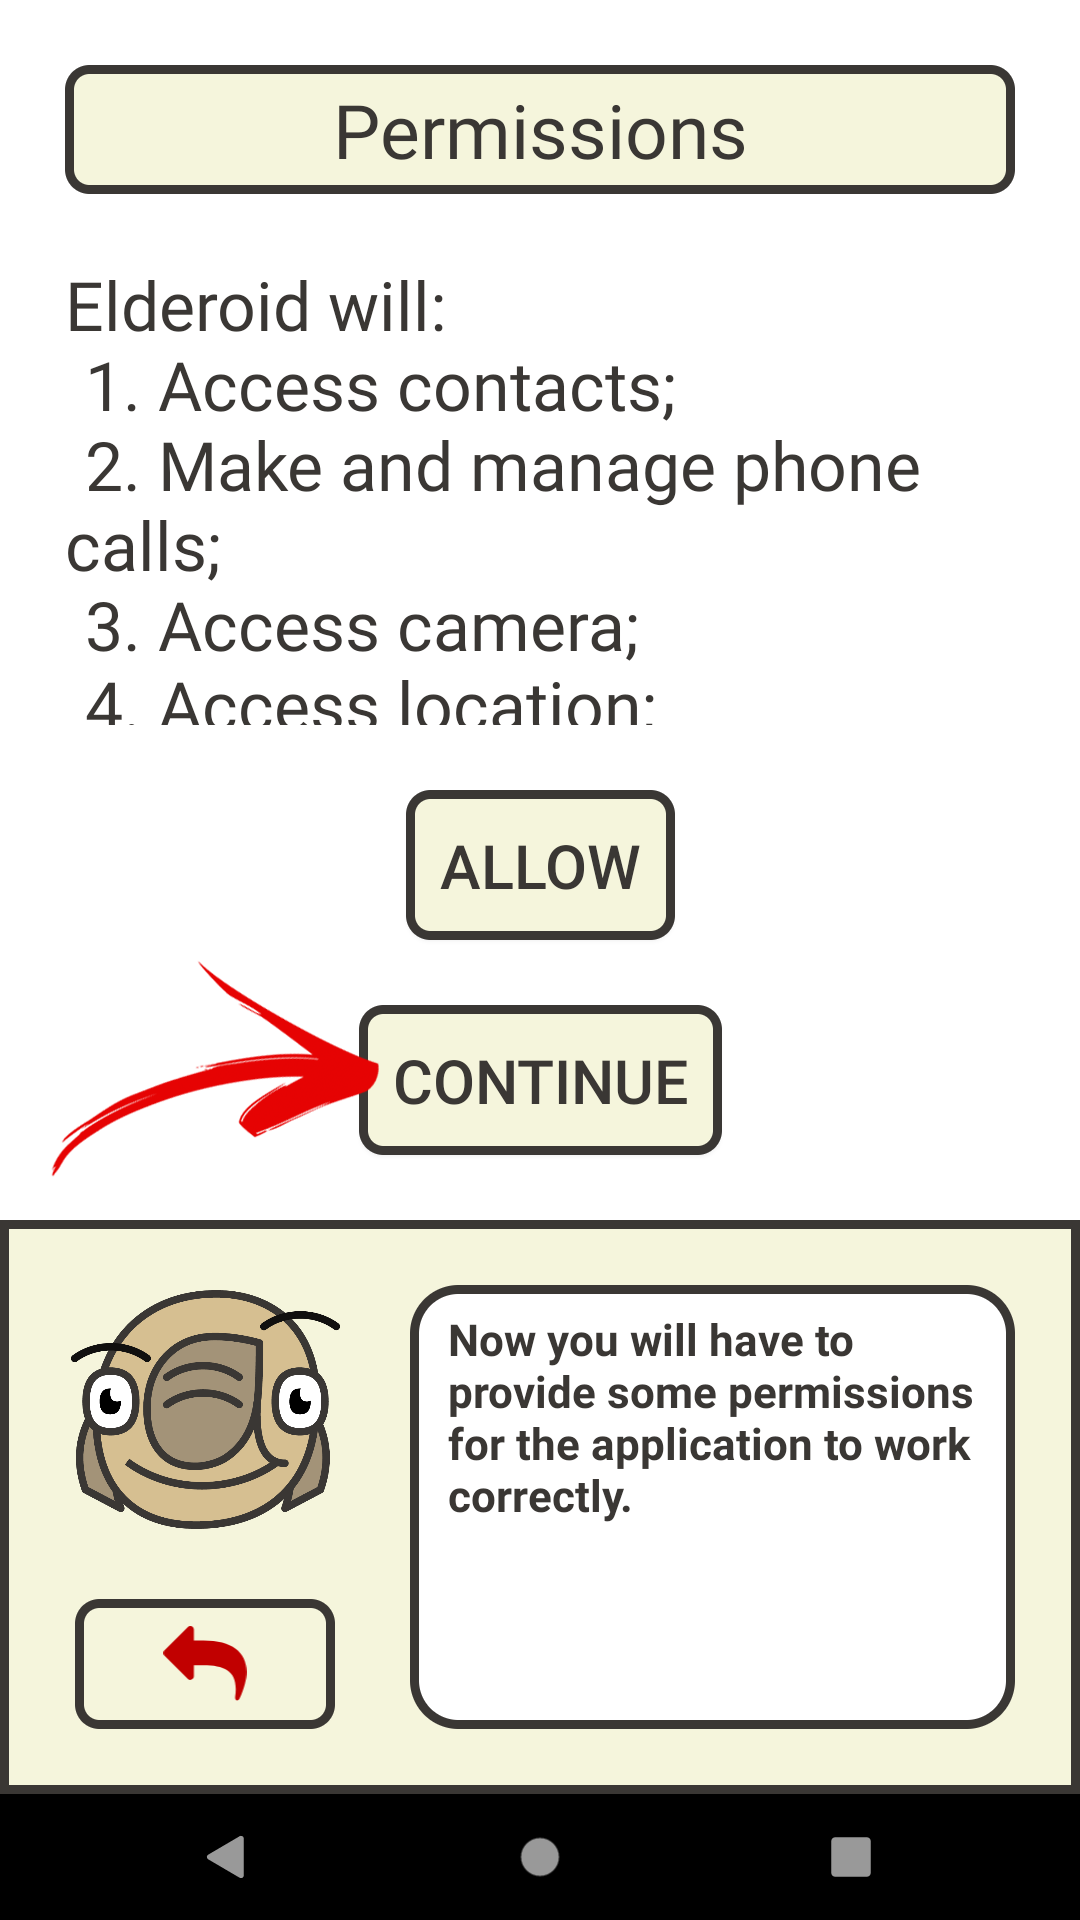 Permissions
Elderoid will:
1. Access contacts;
2. Make and manage phone
calls;
3. Access camera;
4. Access location;
ALLOW
CONTINUE
Now you will have to
provide some permissions
for the application to work
correctly.